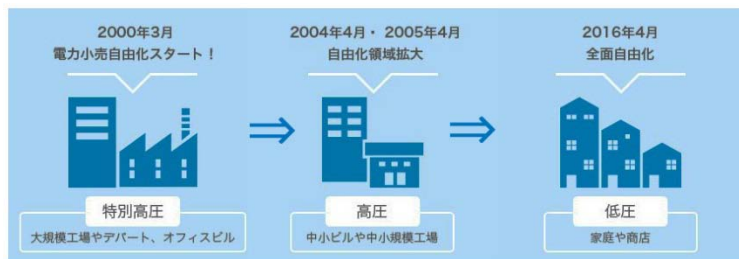 2000年3月
電力小売自由化スタート！
2004年4月・2005年4月
自由化領域拡大
2016年4月
全面自由化
特別高圧
大規模工場やデパート、オフィスビル
高圧
中小ビルや中小規模工場
低圧
家庭や商店